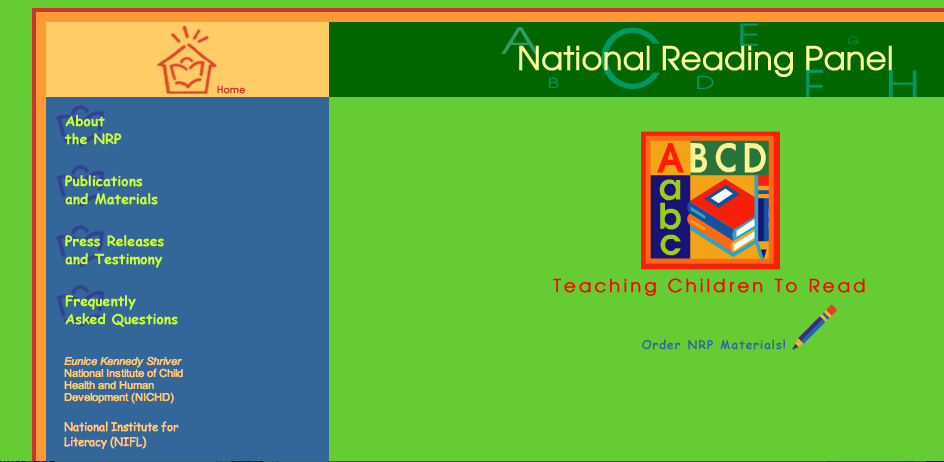 Home
A B C D E F G H
National Reading Panel
About
the NRP
Publications
and Materials
Press Releases
and Testimony
Frequently
Asked Questions
Eunice Kennedy Shriver
National Institute of Child
Health and Human
Development (NICHD)
National Institute for
Literacy (NIFL)
ABCD
a
b
c
Teaching Children To Read
Order NRP Materials!